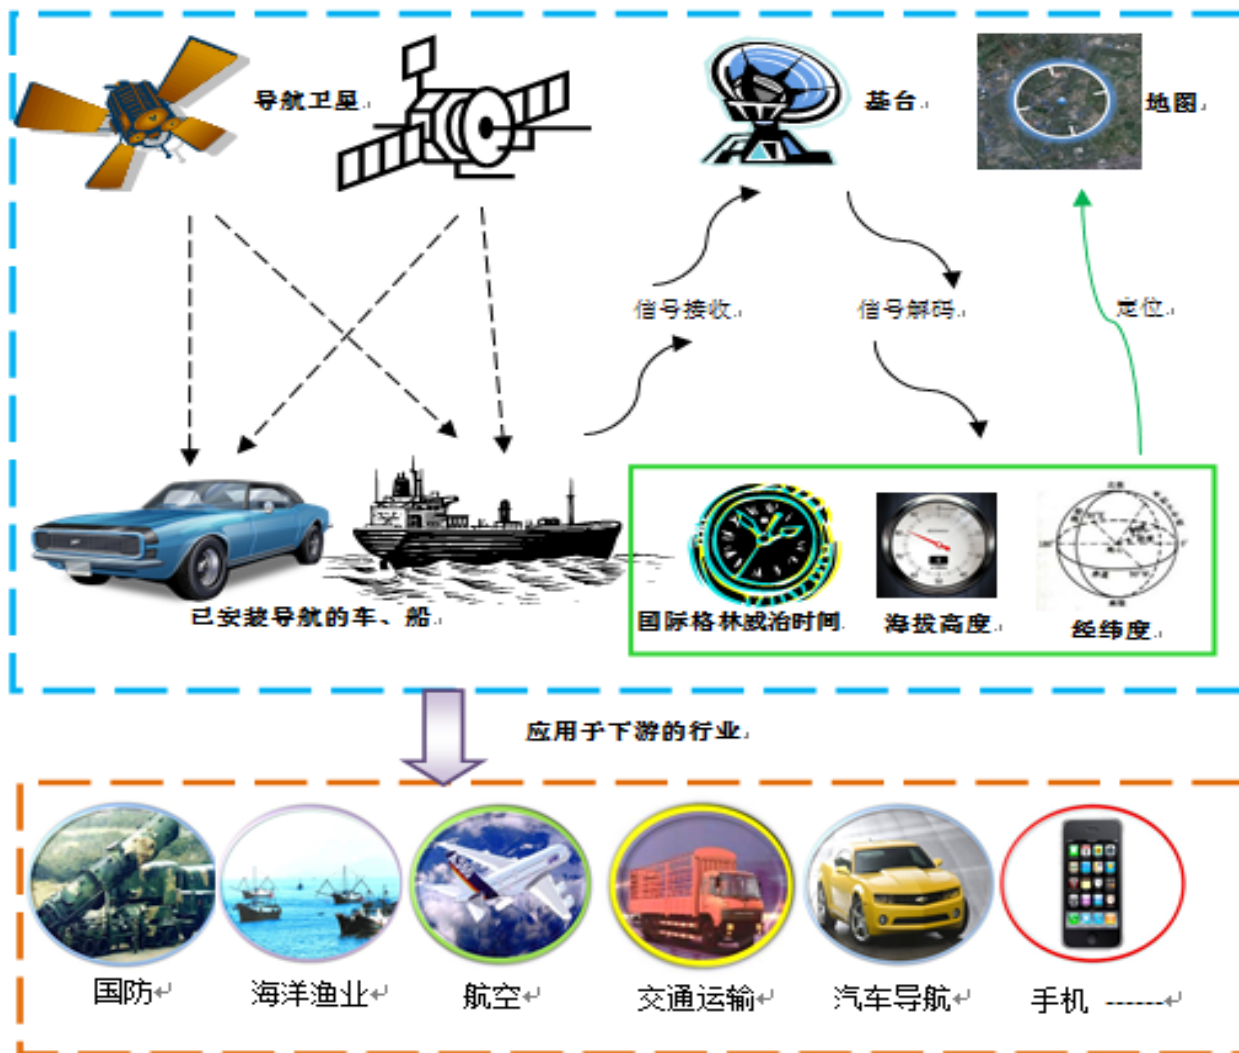 导航卫星
基台
地图
信号接收
信号解码
定位
国际格林威治时间
海拔高度
经纬度
已安装导航的车、船
应用于下游的行业
国防
海洋渔业
航空
交通运输
汽车导航
手机 ------